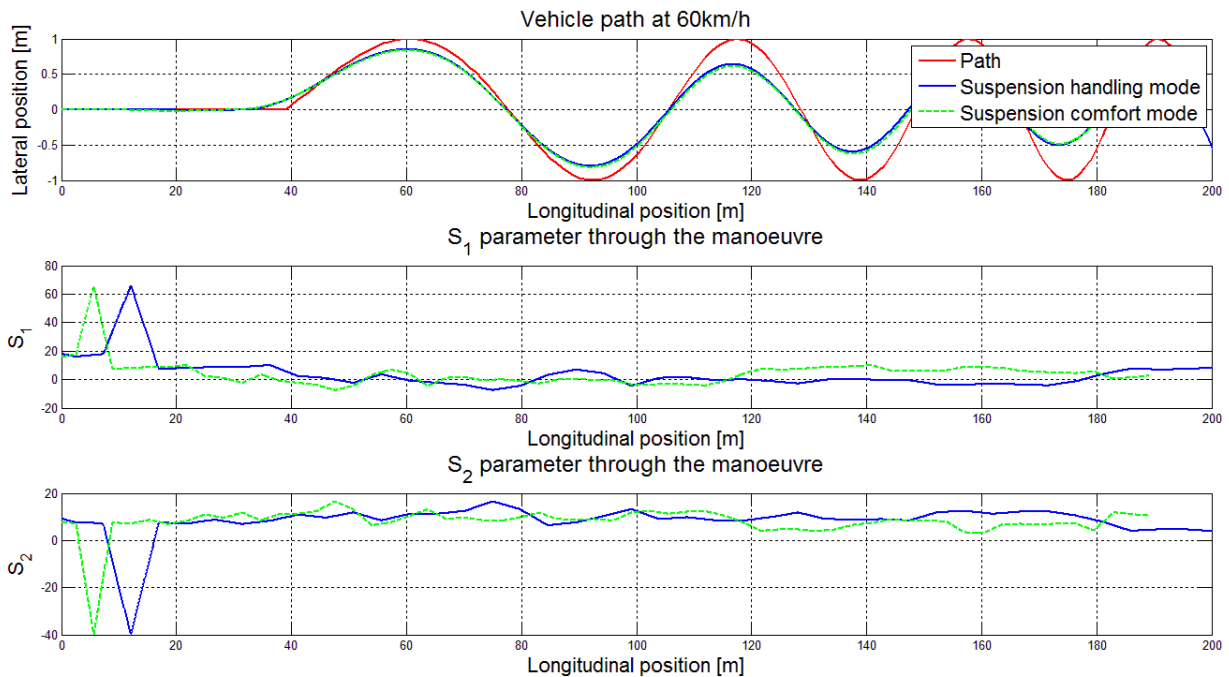 Vehicle path at 60km/h
Lateral position [m]
1
0.5
0
-0.5
-1
Path
Suspension handling mode
Suspension comfort mode
0 20 40 60 80 100 120 140 160 180 200
Longitudinal position [m]
S1 parameter through the manoeuvre
S1
80
60
40
20
0
-20
0 20 40 60 80 100 120 140 160 180 200
Longitudinal position [m]
S2 parameter through the manoeuvre
S2
20
0
-20
-40
0 20 40 60 80 100 120 140 160 180 200
Longitudinal position [m]